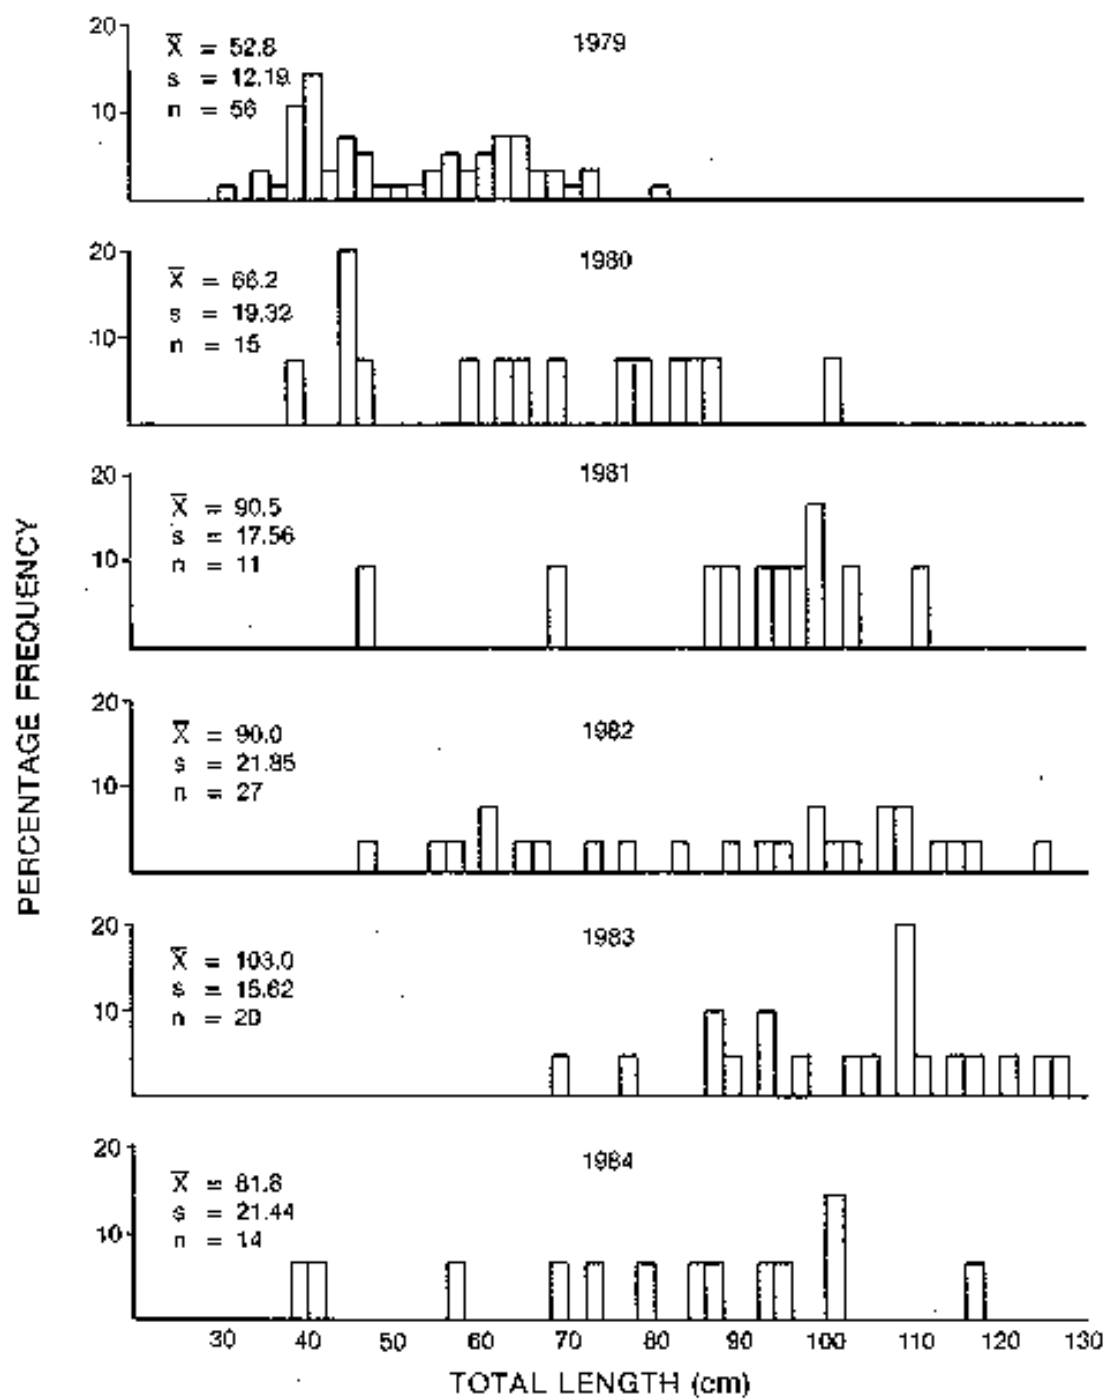 PERCENTAGE FREQUENCY
20
10
X̄ = 52.8
s = 12.19
n = 56
1979
20
10
X̄ = 66.2
s = 19.32
n = 15
1980
20
10
X̄ = 90.5
s = 17.56
n = 11
1981
20
10
X̄ = 90.0
s = 21.85
n = 27
1982
20
10
X̄ = 103.0
s = 15.62
n = 20
1983
20
10
X̄ = 81.8
s = 21.44
n = 14
1984
30 40 50 60 70 80 90 100 110 120 130
TOTAL LENGTH (cm)